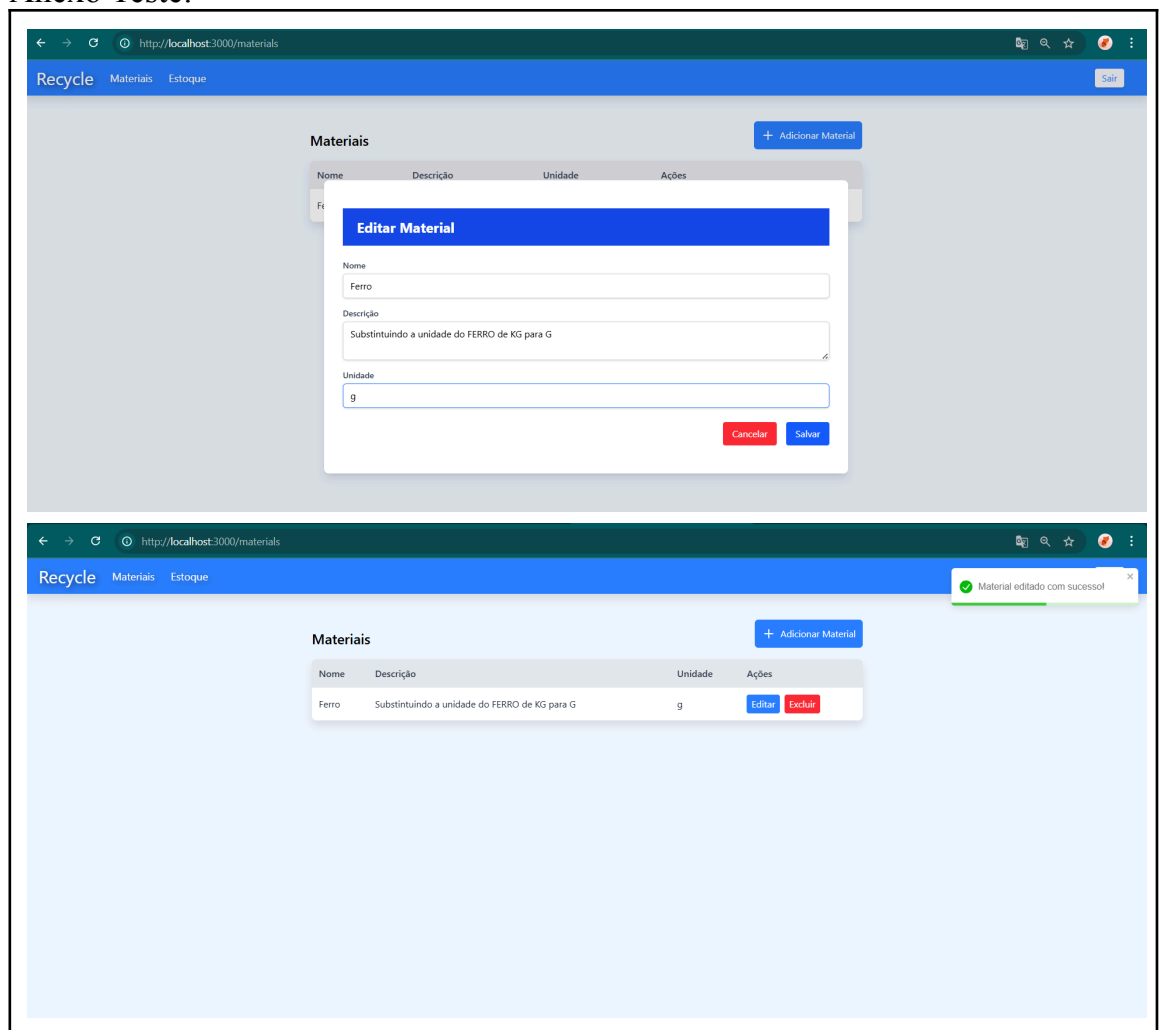 Anexo Teste:
http://localhost:3000/materials
Recycle Materiais Estoque Sair
Materiais + Adicionar Material
Nome Descrição Unidade Ações
Fe
Editar Material
Nome
Ferro
Descrição
Substintuindo a unidade do FERRO de KG para G
Unidade
g
Cancelar Salvar
http://localhost:3000/materials
Recycle Materiais Estoque
Material editado com sucesso!
Materiais + Adicionar Material
Nome Descrição Unidade Ações
Ferro Substintuindo a unidade do FERRO de KG para G g Editar Excluir